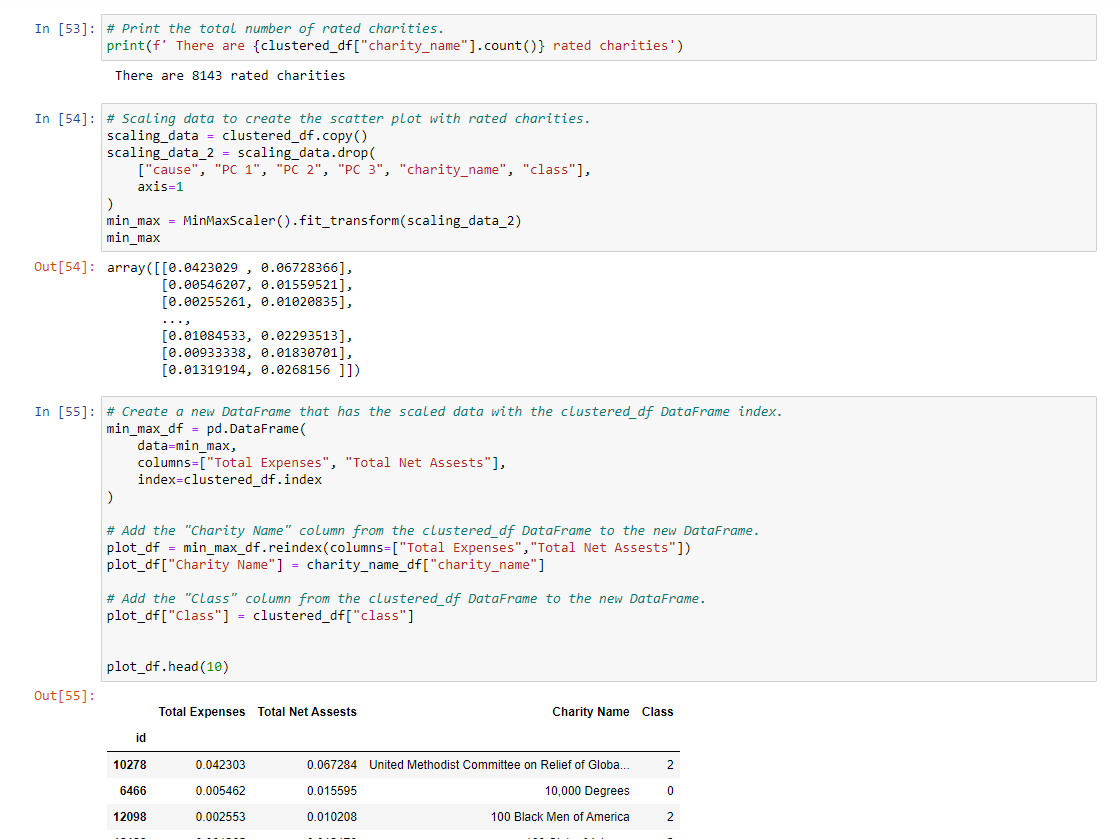 In [53]: # Print the total number of rated charities.
print(f' There are {clustered_df["charity_name"].count()} rated charities')
There are 8143 rated charities
In [54]: # Scaling data to create the scatter plot with rated charities.
scaling_data = clustered_df.copy()
scaling_data_2 = scaling_data.drop(
    ["cause", "PC 1", "PC 2", "PC 3", "charity_name", "class"],
    axis=1
)
min_max = MinMaxScaler().fit_transform(scaling_data_2)
min_max
Out[54]: array([[0.0423029 , 0.06728366],
       [0.00546207, 0.01559521],
       [0.00255261, 0.01020835],
       ...,
       [0.01084533, 0.02293513],
       [0.00933338, 0.01830701],
       [0.01319194, 0.0268156 ]])
In [55]: # Create a new DataFrame that has the scaled data with the clustered_df DataFrame index.
min_max_df = pd.DataFrame(
    data=min_max,
    columns=["Total Expenses", "Total Net Assests"],
    index=clustered_df.index
)
# Add the "Charity Name" column from the clustered_df DataFrame to the new DataFrame.
plot_df = min_max_df.reindex(columns=["Total Expenses","Total Net Assests"])
plot_df["Charity Name"] = charity_name_df["charity_name"]
# Add the "Class" column from the clustered_df DataFrame to the new DataFrame.
plot_df["Class"] = clustered_df["class"]
plot_df.head(10)
Out[55]:
Total Expenses Total Net Assests Charity Name Class
id
10278 0.042303 0.067284 United Methodist Committee on Relief of Globa... 2
6466 0.005462 0.015595 10,000 Degrees 0
12098 0.002553 0.010208 100 Black Men of America 2